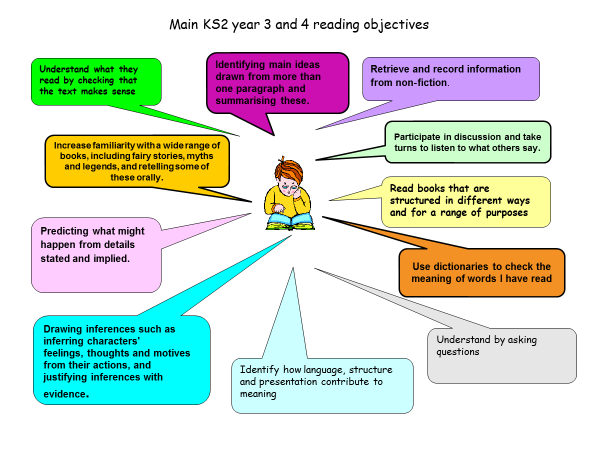 Main KS2 year 3 and 4 reading objectives
Understand what they
read by checking that
the text makes sense
Identifying main ideas
drawn from more than
one paragraph and
summarising these.
Retrieve and record information
from non-fiction.
Increase familiarity with a wide range of
books, including fairy stories, myths
and legends, and retelling some of
these orally.
Participate in discussion and take
turns to listen to what others say.
Read books that are
structured in different ways
and for a range of purposes
Predicting what might
happen from details
stated and implied.
Use dictionaries to check the
meaning of words I have read
Drawing inferences such as
inferring characters'
feelings, thoughts and motives
from their actions, and
justifying inferences with
evidence.
Identify how language, structure
and presentation contribute to
meaning
Understand by asking
questions